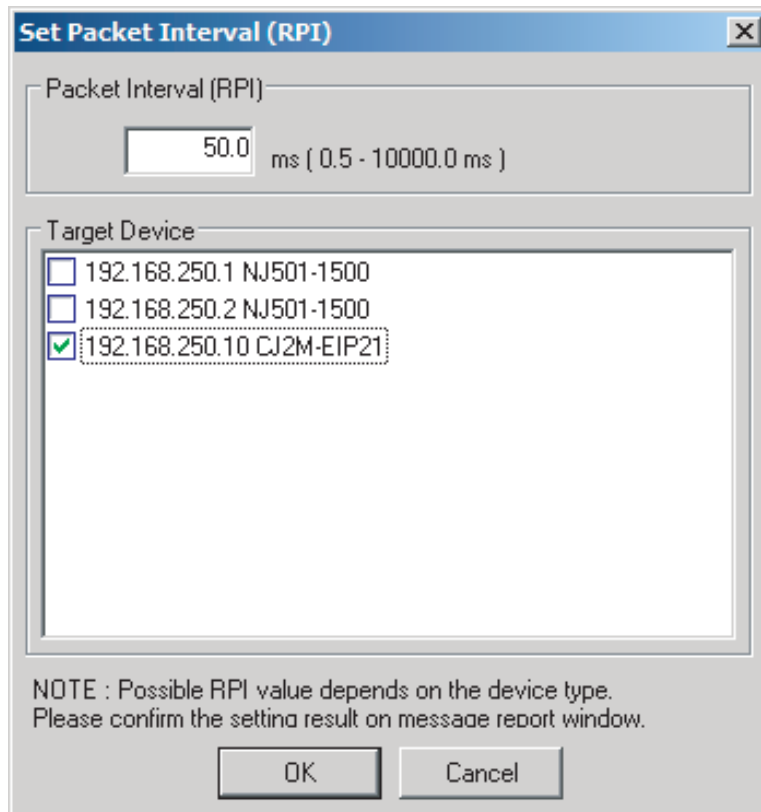 Set Packet Interval (RPI)
Packet Interval (RPI)
50.0 ms ( 0.5 - 10000.0 ms )
Target Device
192.168.250.1 NJ501-1500
192.168.250.2 NJ501-1500
192.168.250.10 CJ2M-EIP21
NOTE : Possible RPI value depends on the device type.
Please confirm the setting result on message report window.
OK Cancel